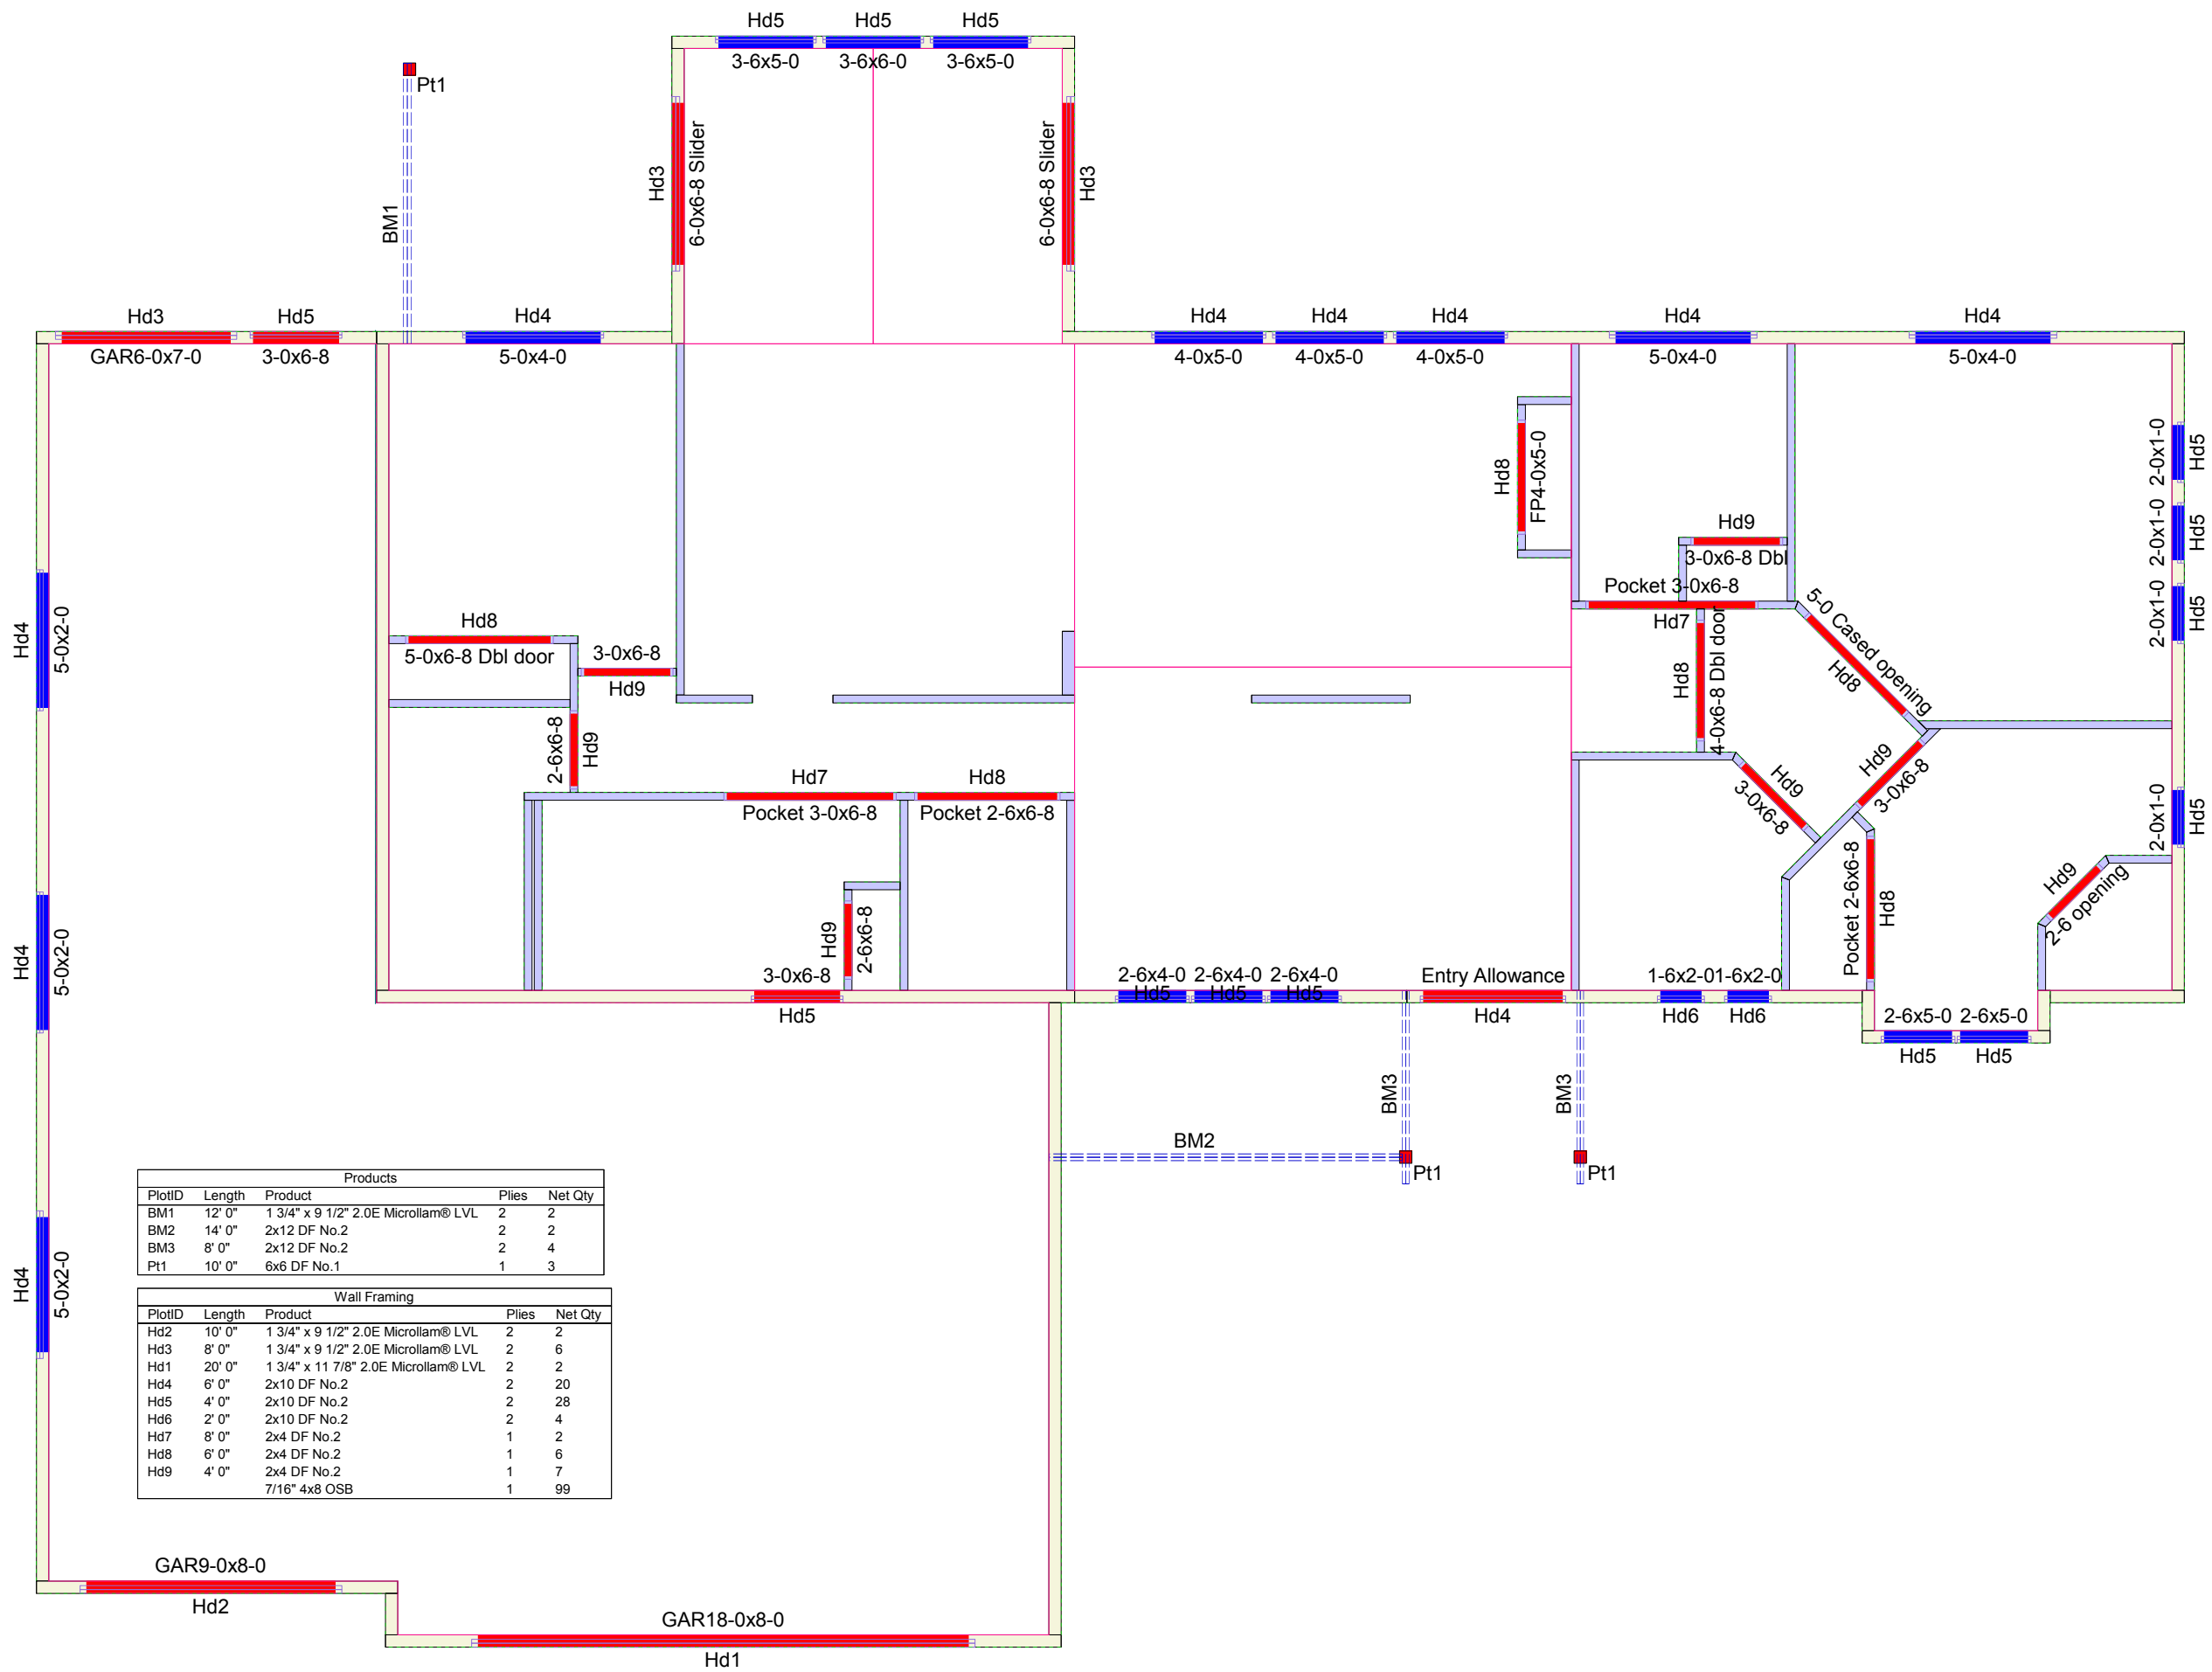 Hd5 Hd5 Hd5
3-6x5-0 3-6x6-0 3-6x5-0
Pt1
BM1
Hd3
6-0x6-8 Slider
6-0x6-8 Slider
Hd3
Hd3 Hd5 Hd4
GAR6-0x7-0 3-0x6-8 5-0x4-0
Hd4 Hd4 Hd4 Hd4 Hd4
4-0x5-0 4-0x5-0 4-0x5-0 5-0x4-0 5-0x4-0
Hd8
FP4-0x5-0
2-0x1-0
Hd5
2-0x1-0
Hd5
2-0x1-0
Hd5
Hd9
3-0x6-8 Dbl
Pocket 3-0x6-8
Hd7
5-0 Cased opening
Hd8
Hd8
4-0x6-8 Dbl door
Hd4
5-0x2-0
Hd8
5-0x6-8 Dbl door
3-0x6-8
Hd9
2-6x6-8
Hd9
Hd7 Hd8
Pocket 3-0x6-8 Pocket 2-6x6-8
Hd9
3-0x6-8
Hd9
3-0x6-8
2-0x1-0
Hd5
Hd9
2-6 opening
Pocket 2-6x6-8
Hd8
Hd9
2-6x6-8
Hd4
5-0x2-0
3-0x6-8
Hd5
2-6x4-0 2-6x4-0 2-6x4-0
Hd5 Hd5 Hd5
Entry Allowance
Hd4
1-6x2-0 1-6x2-0
Hd6 Hd6
2-6x5-0 2-6x5-0
Hd5 Hd5
BM3
BM3
BM2
Pt1
Pt1
Hd4
5-0x2-0
Products
PlotID Length Product Plies Net Qty
BM1 12' 0" 1 3/4" x 9 1/2" 2.0E Microllam® LVL 2 2
BM2 14' 0" 2x12 DF No.2 2 2
BM3 8' 0" 2x12 DF No.2 2 4
Pt1 10' 0" 6x6 DF No.1 1 3
Wall Framing
PlotID Length Product Plies Net Qty
Hd2 10' 0" 1 3/4" x 9 1/2" 2.0E Microllam® LVL 2 2
Hd3 8' 0" 1 3/4" x 9 1/2" 2.0E Microllam® LVL 2 6
Hd1 20' 0" 1 3/4" x 11 7/8" 2.0E Microllam® LVL 2 2
Hd4 6' 0" 2x10 DF No.2 2 20
Hd5 4' 0" 2x10 DF No.2 2 28
Hd6 2' 0" 2x10 DF No.2 2 4
Hd7 8' 0" 2x4 DF No.2 1 2
Hd8 6' 0" 2x4 DF No.2 1 6
Hd9 4' 0" 2x4 DF No.2 1 7
7/16" 4x8 OSB 1 99
GAR9-0x8-0
Hd2
GAR18-0x8-0
Hd1